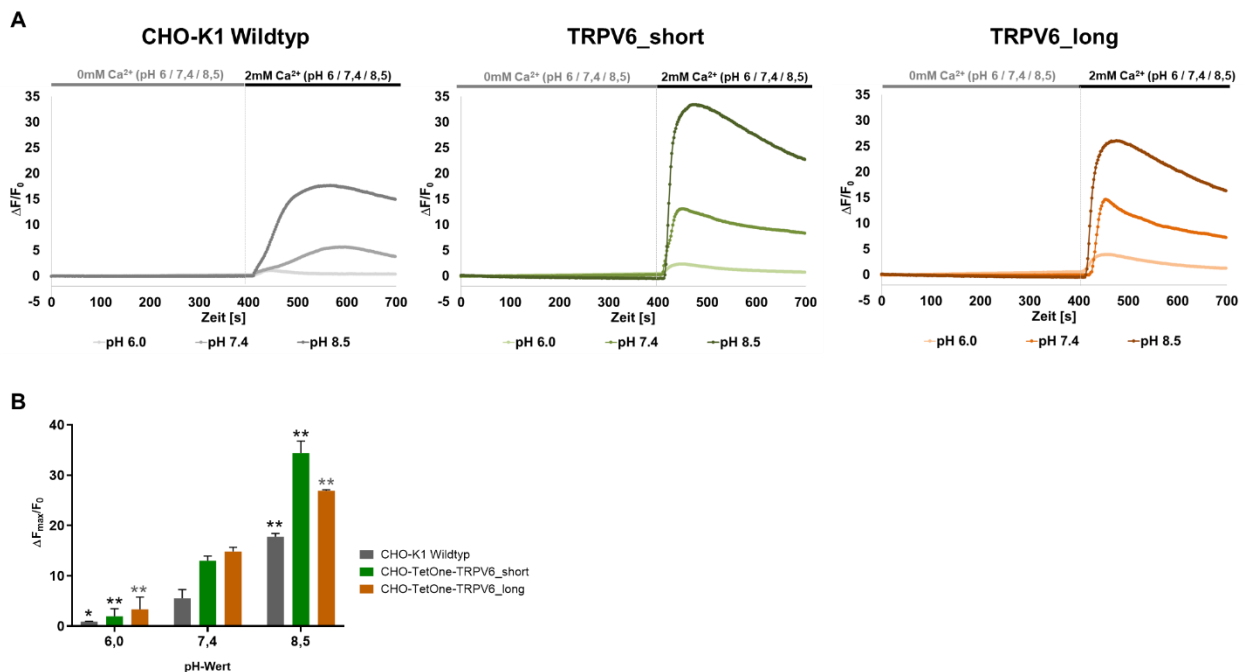 A
CHO-K1 Wildtyp
TRPV6_short
TRPV6_long
0mM Ca²⁺ (pH 6 / 7,4 / 8,5)
2mM Ca²⁺ (pH 6 / 7,4 / 8,5)
0mM Ca²⁺ (pH 6 / 7,4 / 8,5)
2mM Ca²⁺ (pH 6 / 7,4 / 8,5)
0mM Ca²⁺ (pH 6 / 7,4 / 8,5)
2mM Ca²⁺ (pH 6 / 7,4 / 8,5)
ΔF/F₀
35
30
25
20
15
10
5
0
-5
0 100 200 300 400 500 600 700
Zeit [s]
pH 6.0 pH 7.4 pH 8.5
ΔF/F₀
35
30
25
20
15
10
5
0
-5
0 100 200 300 400 500 600 700
Zeit [s]
pH 6.0 pH 7.4 pH 8.5
ΔF/F₀
35
30
25
20
15
10
5
0
-5
0 100 200 300 400 500 600 700
Zeit [s]
pH 6.0 pH 7.4 pH 8.5
B
ΔFmax/F₀
40
30
20
10
0
* ** **
** ** **
6,0 7,4 8,5
pH-Wert
CHO-K1 Wildtyp
CHO-TetOne-TRPV6_short
CHO-TetOne-TRPV6_long